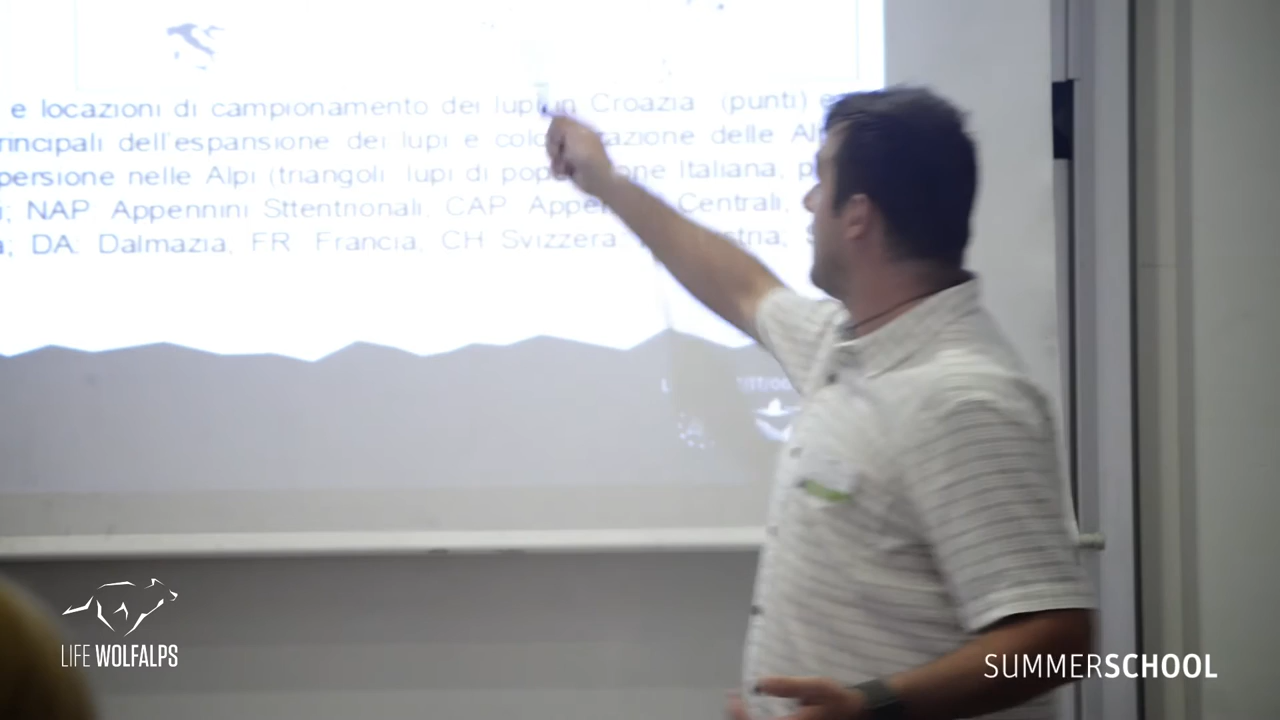 e locazioni di campionamento dei lupi in Croazia (punti) e
rincipali dell'espansione dei lupi e colo azione delle Alp
persione nelle Alpi (triangoli lupi di pop one Italiana, p
; NAP Appennini Sttentrionali, CAP Appe Centrali,
a; DA: Dalmazia, FR Francia, CH Svizzera: stria, S
LIFE WOLFALPS
SUMMERSCHOOL